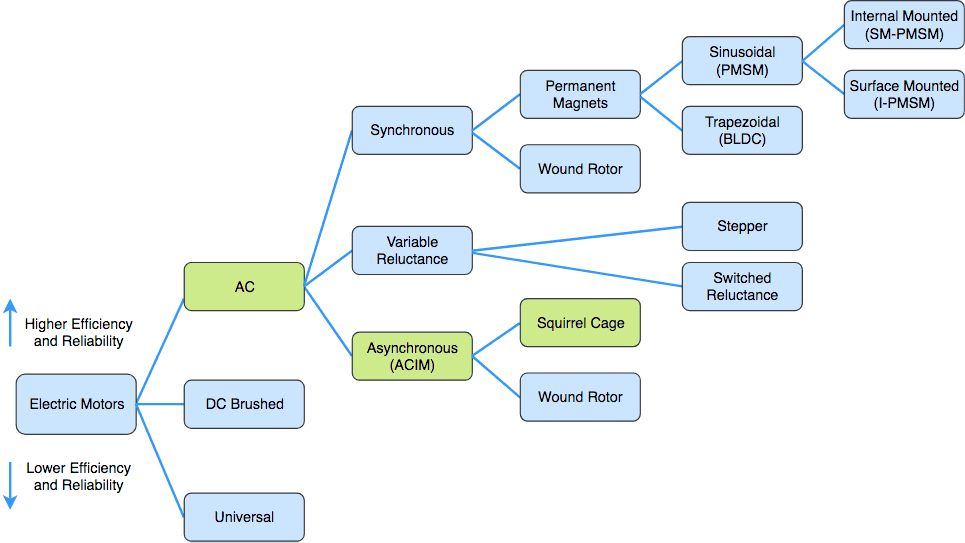 Internal Mounted
(SM-PMSM)
Sinusoidal
(PMSM)
Surface Mounted
(I-PMSM)
Permanent
Magnets
Trapezoidal
(BLDC)
Synchronous
Wound Rotor
Stepper
Variable
Reluctance
Switched
Reluctance
AC
Higher Efficiency
and Reliability
Squirrel Cage
Asynchronous
(ACIM)
Wound Rotor
Electric Motors
DC Brushed
Lower Efficiency
and Reliability
Universal